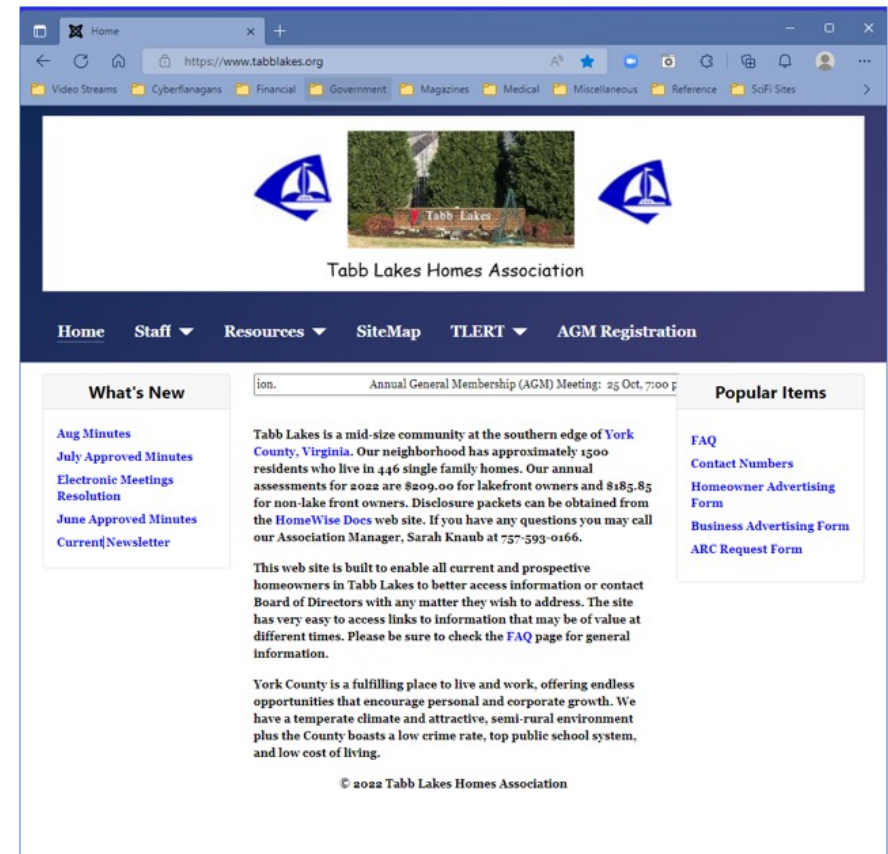 Home
https://www.tabblakes.org
Video Streams Cyberflanagans Financial Government Magazines Medical Miscellaneous Reference SciFi Sites
Tabb Lakes
Tabb Lakes Homes Association
Home Staff Resources SiteMap TLERT AGM Registration
What's New
Aug Minutes
July Approved Minutes
Electronic Meetings
Resolution
June Approved Minutes
Current Newsletter
ion. Annual General Membership (AGM) Meeting: 25 Oct, 7:00 p
Tabb Lakes is a mid-size community at the southern edge of York
County, Virginia. Our neighborhood has approximately 1500
residents who live in 446 single family homes. Our annual
assessments for 2022 are $209.00 for lakefront owners and $185.85
for non-lake front owners. Disclosure packets can be obtained from
the HomeWise Docs web site. If you have any questions you may call
our Association Manager, Sarah Knaub at 757-593-0166.
This web site is built to enable all current and prospective
homeowners in Tabb Lakes to better access information or contact
Board of Directors with any matter they wish to address. The site
has very easy to access links to information that may be of value at
different times. Please be sure to check the FAQ page for general
information.
York County is a fulfilling place to live and work, offering endless
opportunities that encourage personal and corporate growth. We
have a temperate climate and attractive, semi-rural environment
plus the County boasts a low crime rate, top public school system,
and low cost of living.
© 2022 Tabb Lakes Homes Association
Popular Items
FAQ
Contact Numbers
Homeowner Advertising
Form
Business Advertising Form
ARC Request Form